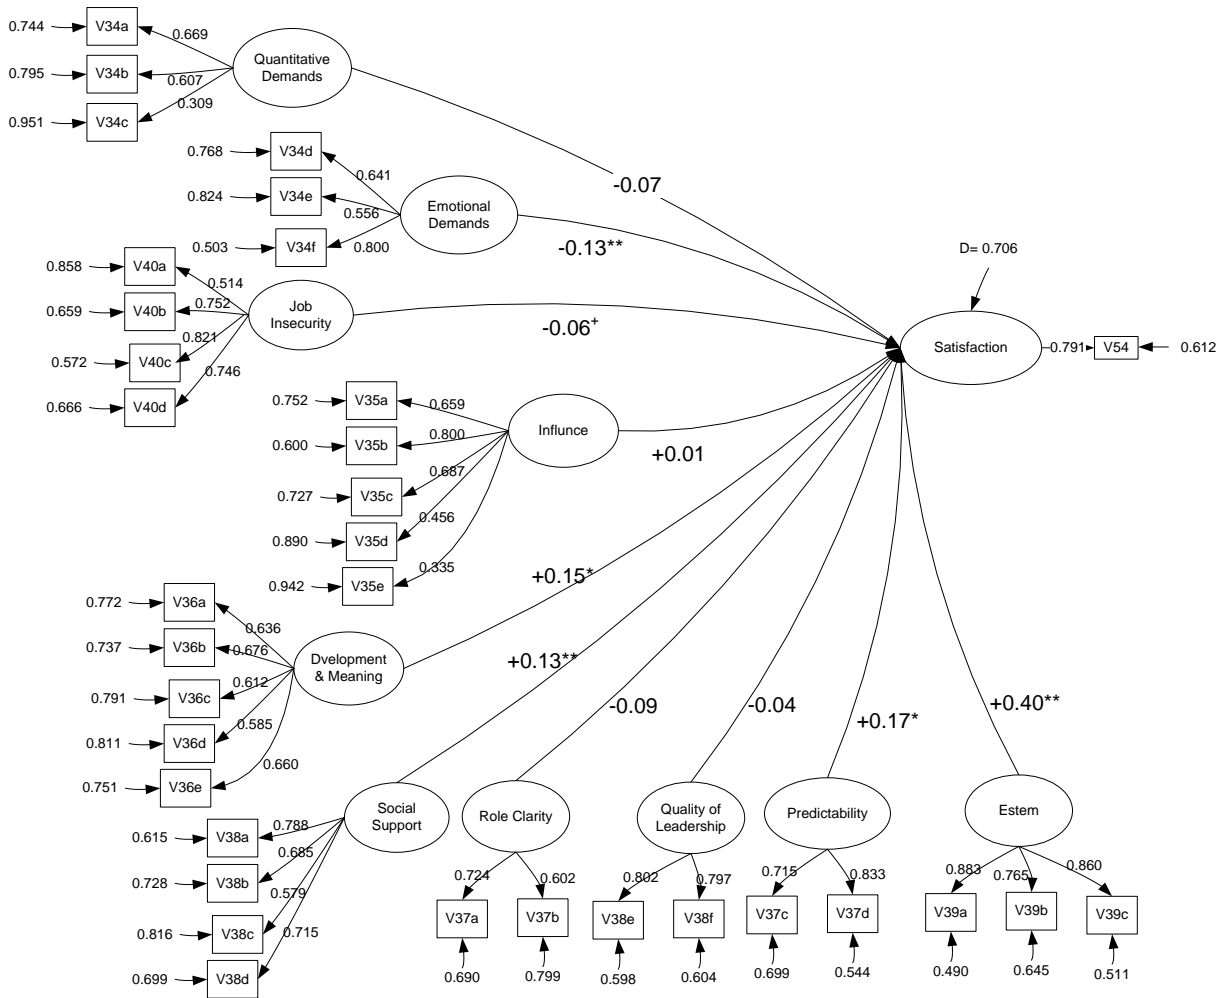 0.744
V34a
0.669
0.795
V34b
0.607
0.951
V34c
0.309
Quantitative
Demands
-0.07
0.768
V34d
0.641
0.824
V34e
0.556
0.503
V34f
0.800
Emotional
Demands
-0.13**
0.858
V40a
0.514
0.659
V40b
0.752
0.572
V40c
0.821
0.666
V40d
0.746
Job
Insecurity
-0.06+
D= 0.706
Satisfaction
0.791
V54
0.612
0.752
V35a
0.659
0.600
V35b
0.800
0.727
V35c
0.687
0.890
V35d
0.456
0.942
V35e
0.335
Influnce
+0.01
0.772
V36a
0.636
0.737
V36b
0.676
0.791
V36c
0.612
0.811
V36d
0.585
0.751
V36e
0.660
Dvelopment
& Meaning
+0.15*
0.615
V38a
0.788
0.728
V38b
0.685
0.816
V38c
0.579
0.699
V38d
0.715
Social
Support
+0.13**
Role Clarity
-0.09
0.724
0.602
V37a
V37b
0.690
0.799
Quality of
Leadership
-0.04
0.802
0.797
V38e
V38f
0.598
0.604
Predictability
+0.17*
0.715
0.833
V37c
V37d
0.699
0.544
Estem
+0.40**
0.883
0.765
0.860
V39a
V39b
V39c
0.490
0.645
0.511